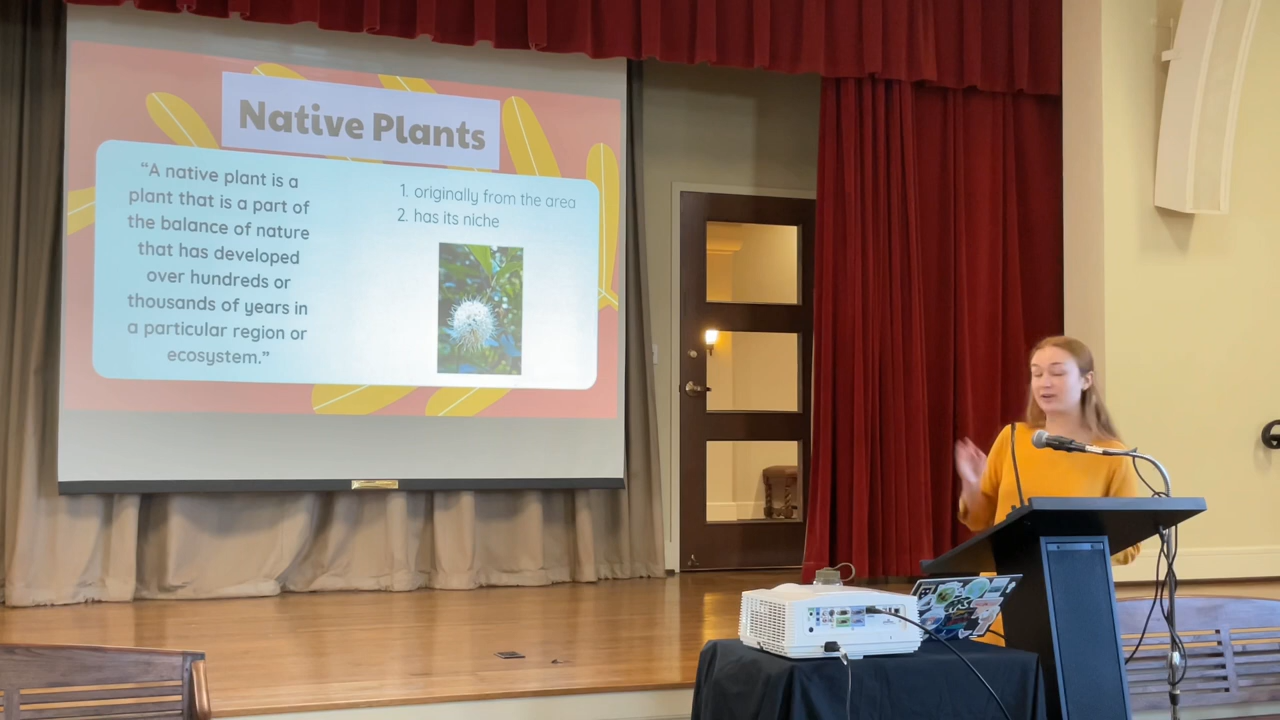 Native Plants
“A native plant is a
plant that is a part of
the balance of nature
that has developed
over hundreds or
thousands of years in
a particular region or
ecosystem.”
1. originally from the area
2. has its niche